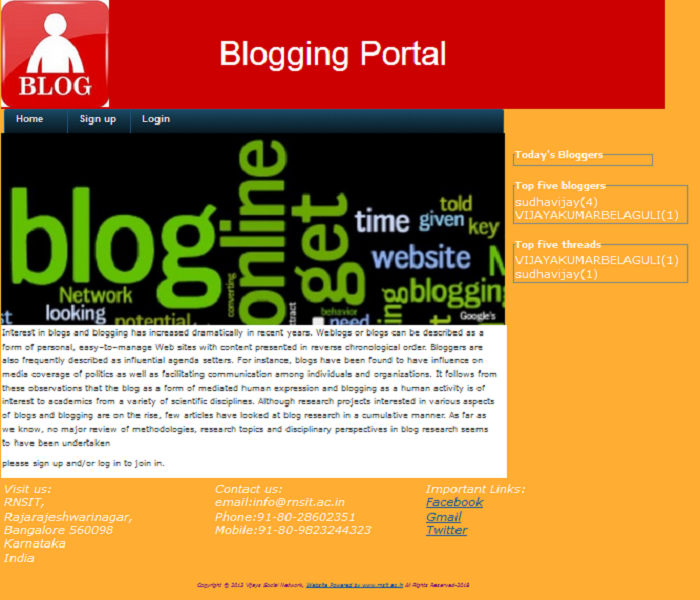 BLOG
Blogging Portal
Home Sign up Login
blog
online
get
told
time given key
website
blogging
Network
converting
looking
potential
behavior
need
Google's
Today's Bloggers
Top five bloggers
sudhavijay(4)
VIJAYAKUMARBELAGULI(1)
Top five threads
VIJAYAKUMARBELAGULI(1)
sudhavijay(1)
Interest in blogs and blogging has increased dramatically in recent years. Weblogs or blogs can be described as a
form of personal, easy-to-manage Web sites with content presented in reverse chronological order. Bloggers are
also frequently described as influential agenda setters. For instance, blogs have been found to have influence on
media coverage of politics as well as facilitating communication among individuals and organizations. It follows from
these observations that the blog as a form of mediated human expression and blogging as a human activity is of
interest to academics from a variety of scientific disciplines. Although research projects interested in various aspects
of blogs and blogging are on the rise, few articles have looked at blog research in a cumulative manner. As far as
we know, no major review of methodologies, research topics and disciplinary perspectives in blog research seems
to have been undertaken
please sign up and/or log in to join in.
Visit us:
RNSIT,
Rajarajeshwarinagar,
Bangalore 560098
Karnataka
India
Contact us:
email:info@rnsit.ac.in
Phone:91-80-28602351
Mobile:91-80-9823244323
Important Links:
Facebook
Gmail
Twitter
Copyright © 2013 Vijays Social Network, Website Powered by www.rnsit.ac.in All Rights Reserved-2013